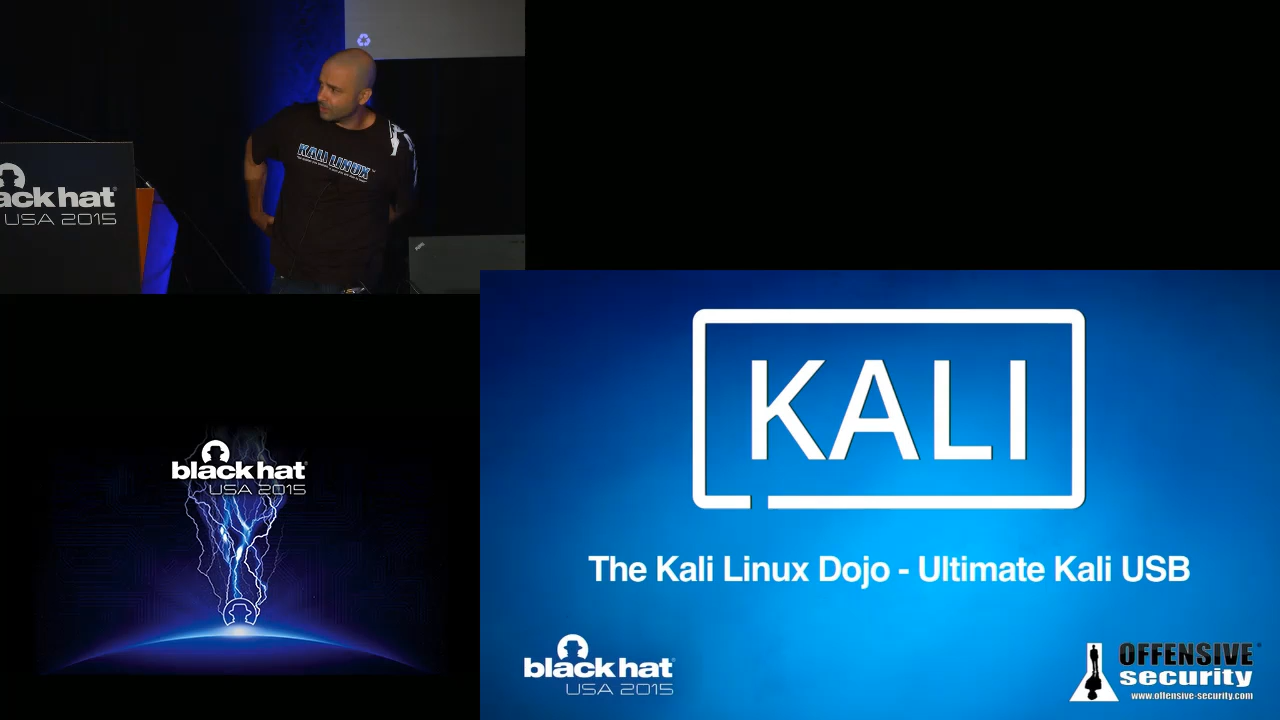 KALI LINUX
ack hat
USA 2015
KALI
The Kali Linux Dojo - Ultimate Kali USB
black hat
USA 2015
black hat
USA 2015
OFFENSIVE
security
www.offensive-security.com